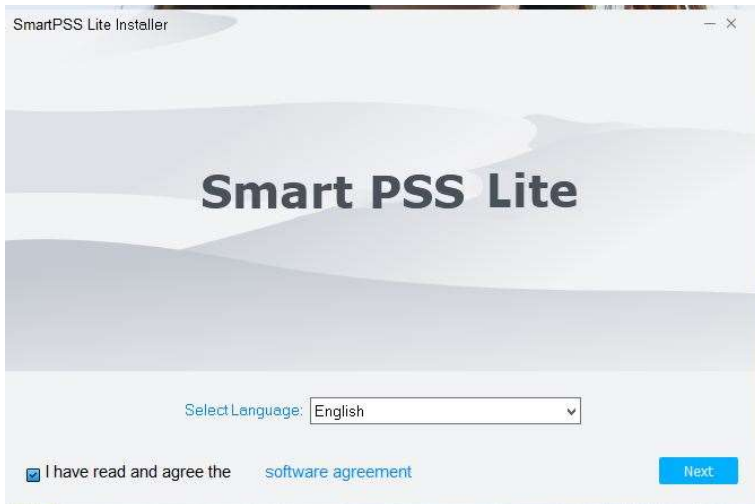 SmartPSS Lite Installer
Smart PSS Lite
Select Language: English
I have read and agree the software agreement
Next